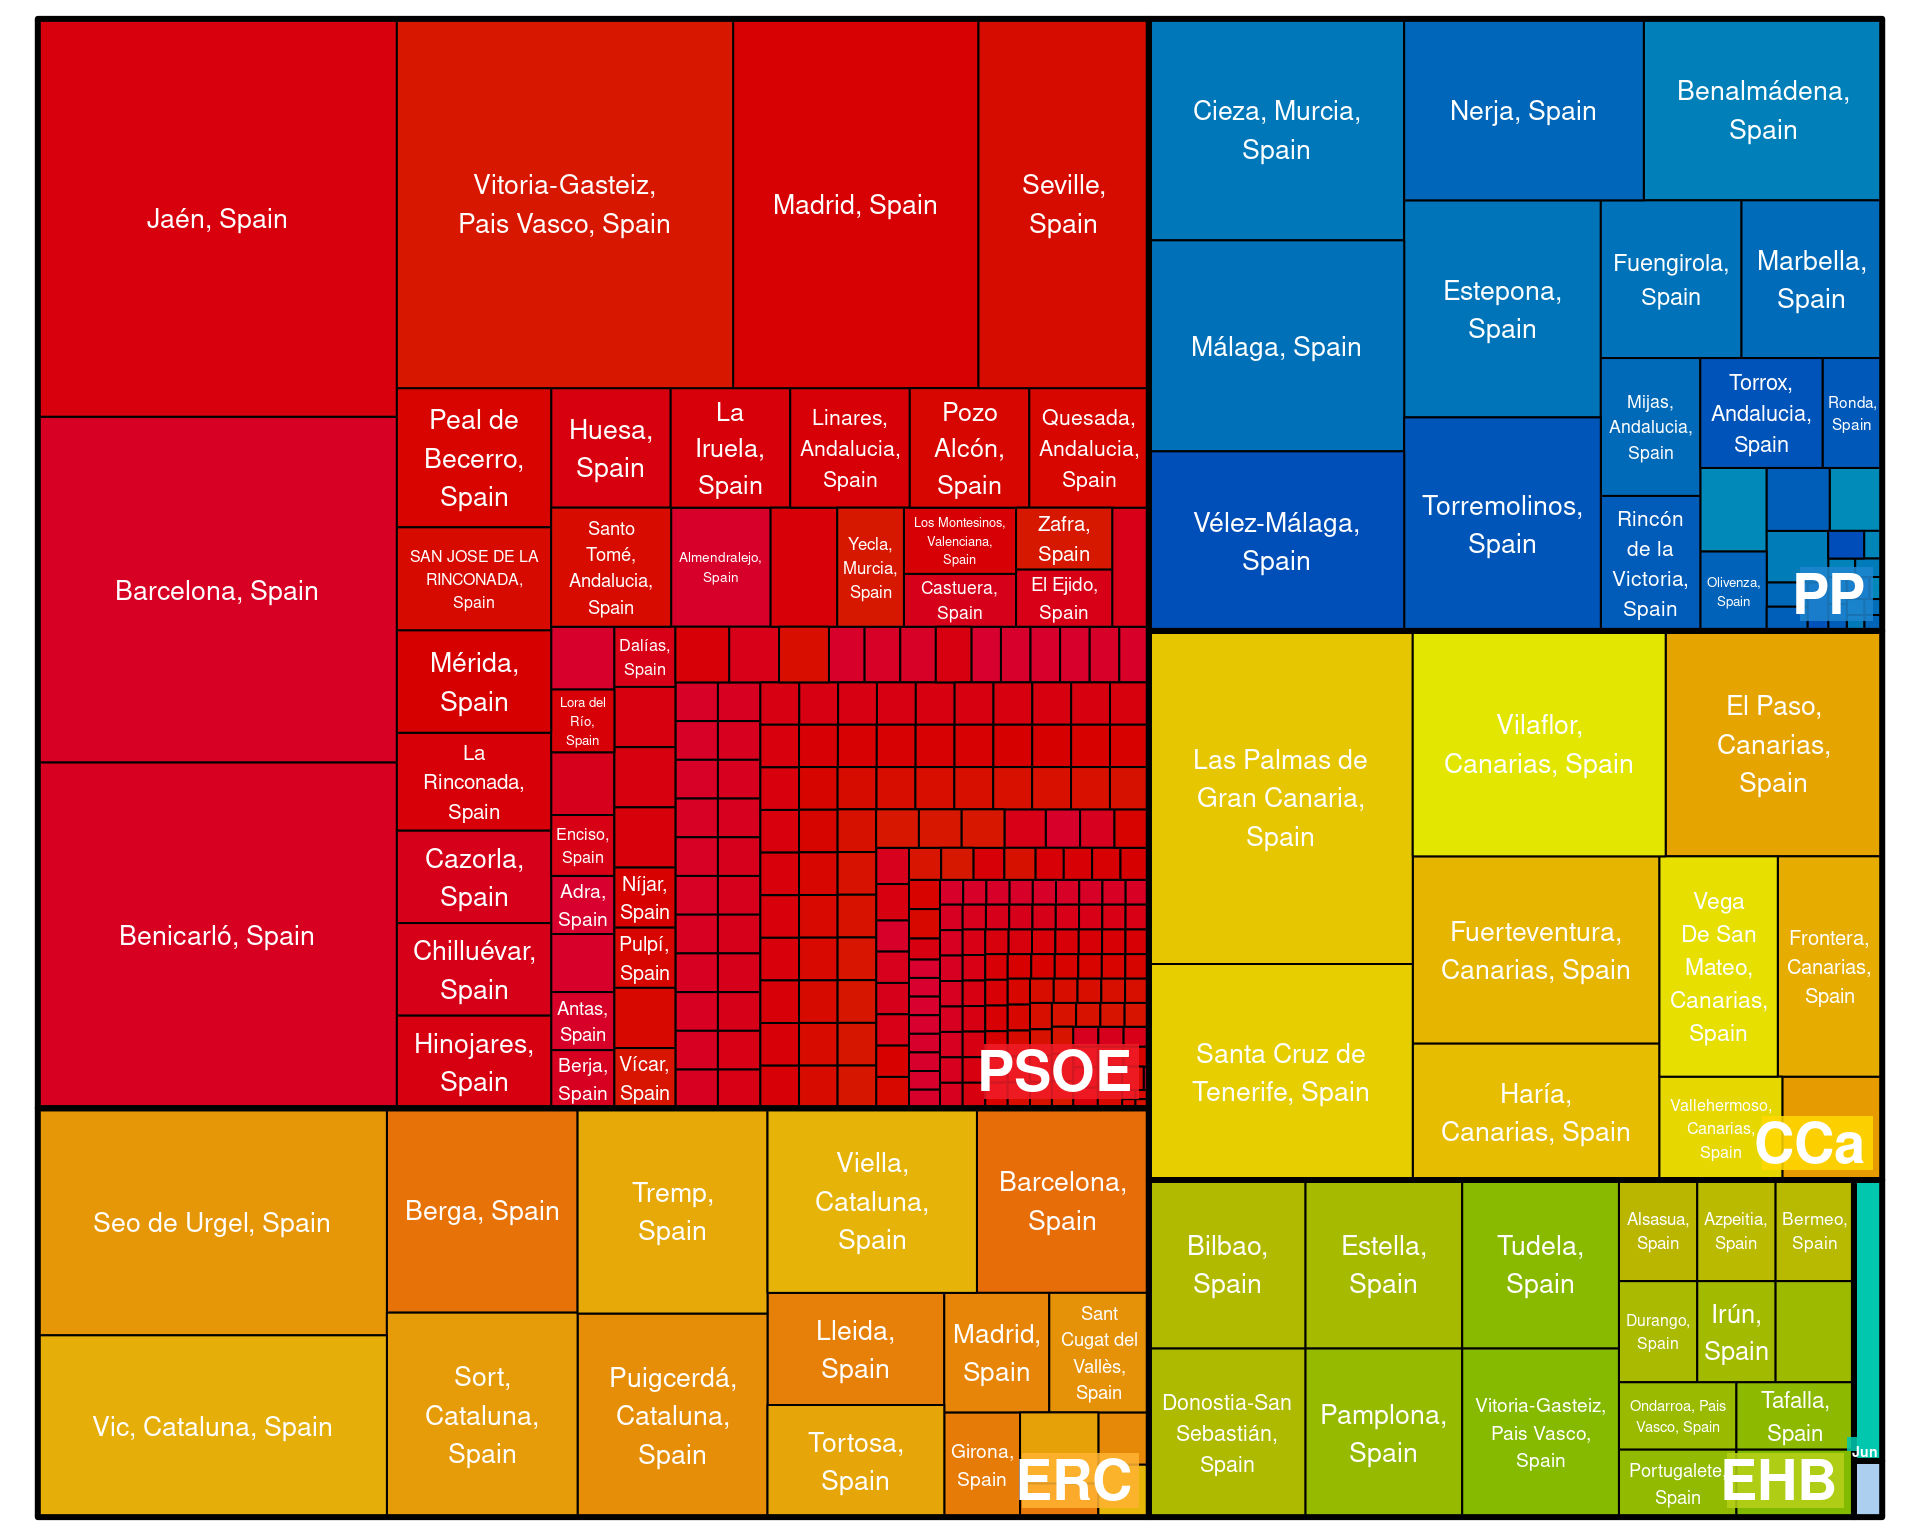 Jaén, Spain
Barcelona, Spain
Benicarló, Spain
Vitoria-Gasteiz,
Pais Vasco, Spain
Madrid, Spain
Seville,
Spain
Peal de
Becerro,
Spain
SAN JOSE DE LA
RINCONADA,
Spain
Mérida,
Spain
La
Rinconada,
Spain
Cazorla,
Spain
Chilluévar,
Spain
Hinojares,
Spain
Huesa,
Spain
La
Iruela,
Spain
Linares,
Andalucia,
Spain
Pozo
Alcón,
Spain
Quesada,
Andalucia,
Spain
Santo
Tomé,
Andalucia,
Spain
Almendralejo,
Spain
Yecla,
Murcia,
Spain
Los Montesinos,
Valenciana,
Spain
Castuera,
Spain
Zafra,
Spain
El Ejido,
Spain
Dalías,
Spain
Lora del
Río,
Spain
Enciso,
Spain
Adra,
Spain
Antas,
Spain
Berja,
Spain
Níjar,
Spain
Pulpí,
Spain
Vícar,
Spain
PSOE
Cieza, Murcia,
Spain
Málaga, Spain
Vélez-Málaga,
Spain
Nerja, Spain
Benalmádena,
Spain
Estepona,
Spain
Torremolinos,
Spain
Fuengirola,
Spain
Marbella,
Spain
Mijas,
Andalucia,
Spain
Rincón
de la
Victoria,
Spain
Torrox,
Andalucia,
Spain
Ronda,
Spain
Olivenza,
Spain
PP
Las Palmas de
Gran Canaria,
Spain
Santa Cruz de
Tenerife, Spain
Vilaflor,
Canarias, Spain
El Paso,
Canarias,
Spain
Fuerteventura,
Canarias, Spain
Haría,
Canarias, Spain
Vega
De San
Mateo,
Canarias,
Spain
Frontera,
Canarias,
Spain
Vallehermoso,
Canarias,
Spain
CCa
Seo de Urgel, Spain
Vic, Cataluna, Spain
Berga, Spain
Sort,
Cataluna,
Spain
Tremp,
Spain
Puigcerdá,
Cataluna,
Spain
Viella,
Cataluna,
Spain
Barcelona,
Spain
Lleida,
Spain
Tortosa,
Spain
Madrid,
Spain
Sant
Cugat del
Vallès,
Spain
Girona,
Spain
ERC
Bilbao,
Spain
Estella,
Spain
Tudela,
Spain
Donostia-San
Sebastián,
Spain
Pamplona,
Spain
Vitoria-Gasteiz,
Pais Vasco,
Spain
Alsasua,
Spain
Azpeitia,
Spain
Bermeo,
Spain
Durango,
Spain
Irún,
Spain
Ondarroa, Pais
Vasco, Spain
Tafalla,
Spain
Portugalete,
Spain
EHB
Jun